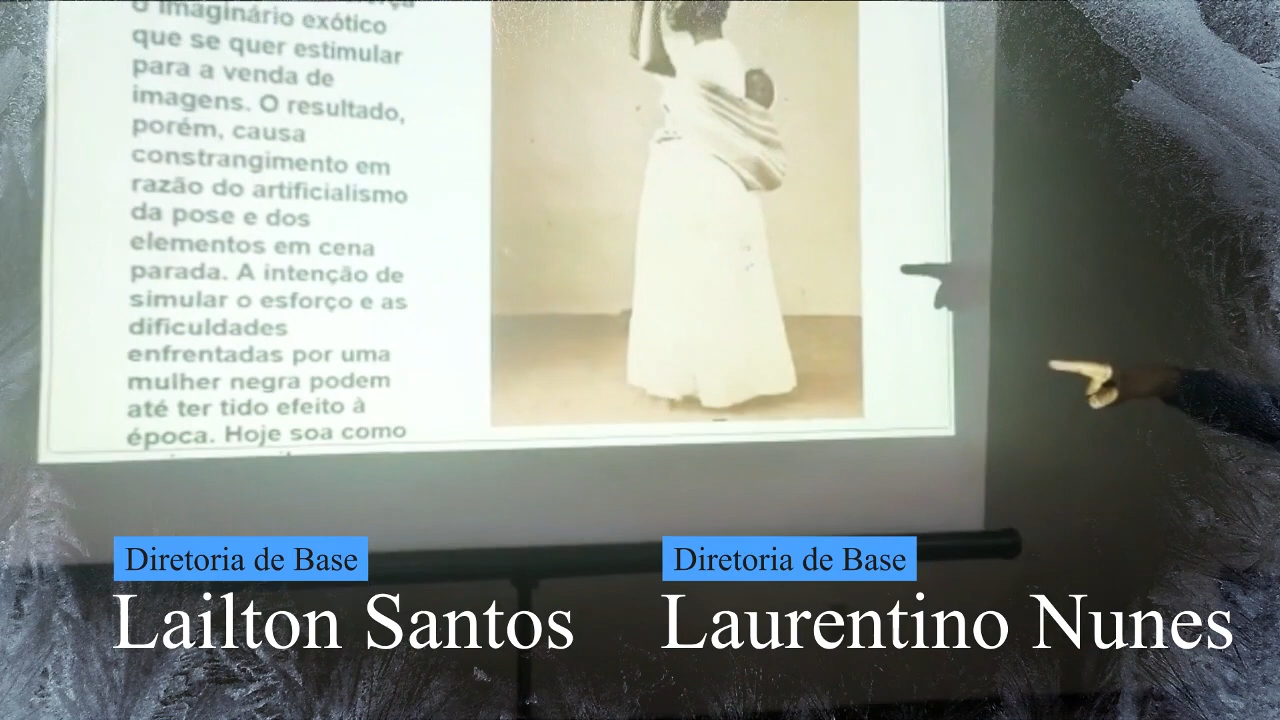 o imaginário exótico
que se quer estimular
para a venda de
imagens. O resultado,
porém, causa
constrangimento em
razão do artificialismo
da pose e dos
elementos em cena
parada. A intenção de
simular o esforço e as
dificuldades
enfrentadas por uma
mulher negra podem
até ter tido efeito à
época. Hoje soa como
Diretoria de Base
Lailton Santos
Diretoria de Base
Laurentino Nunes